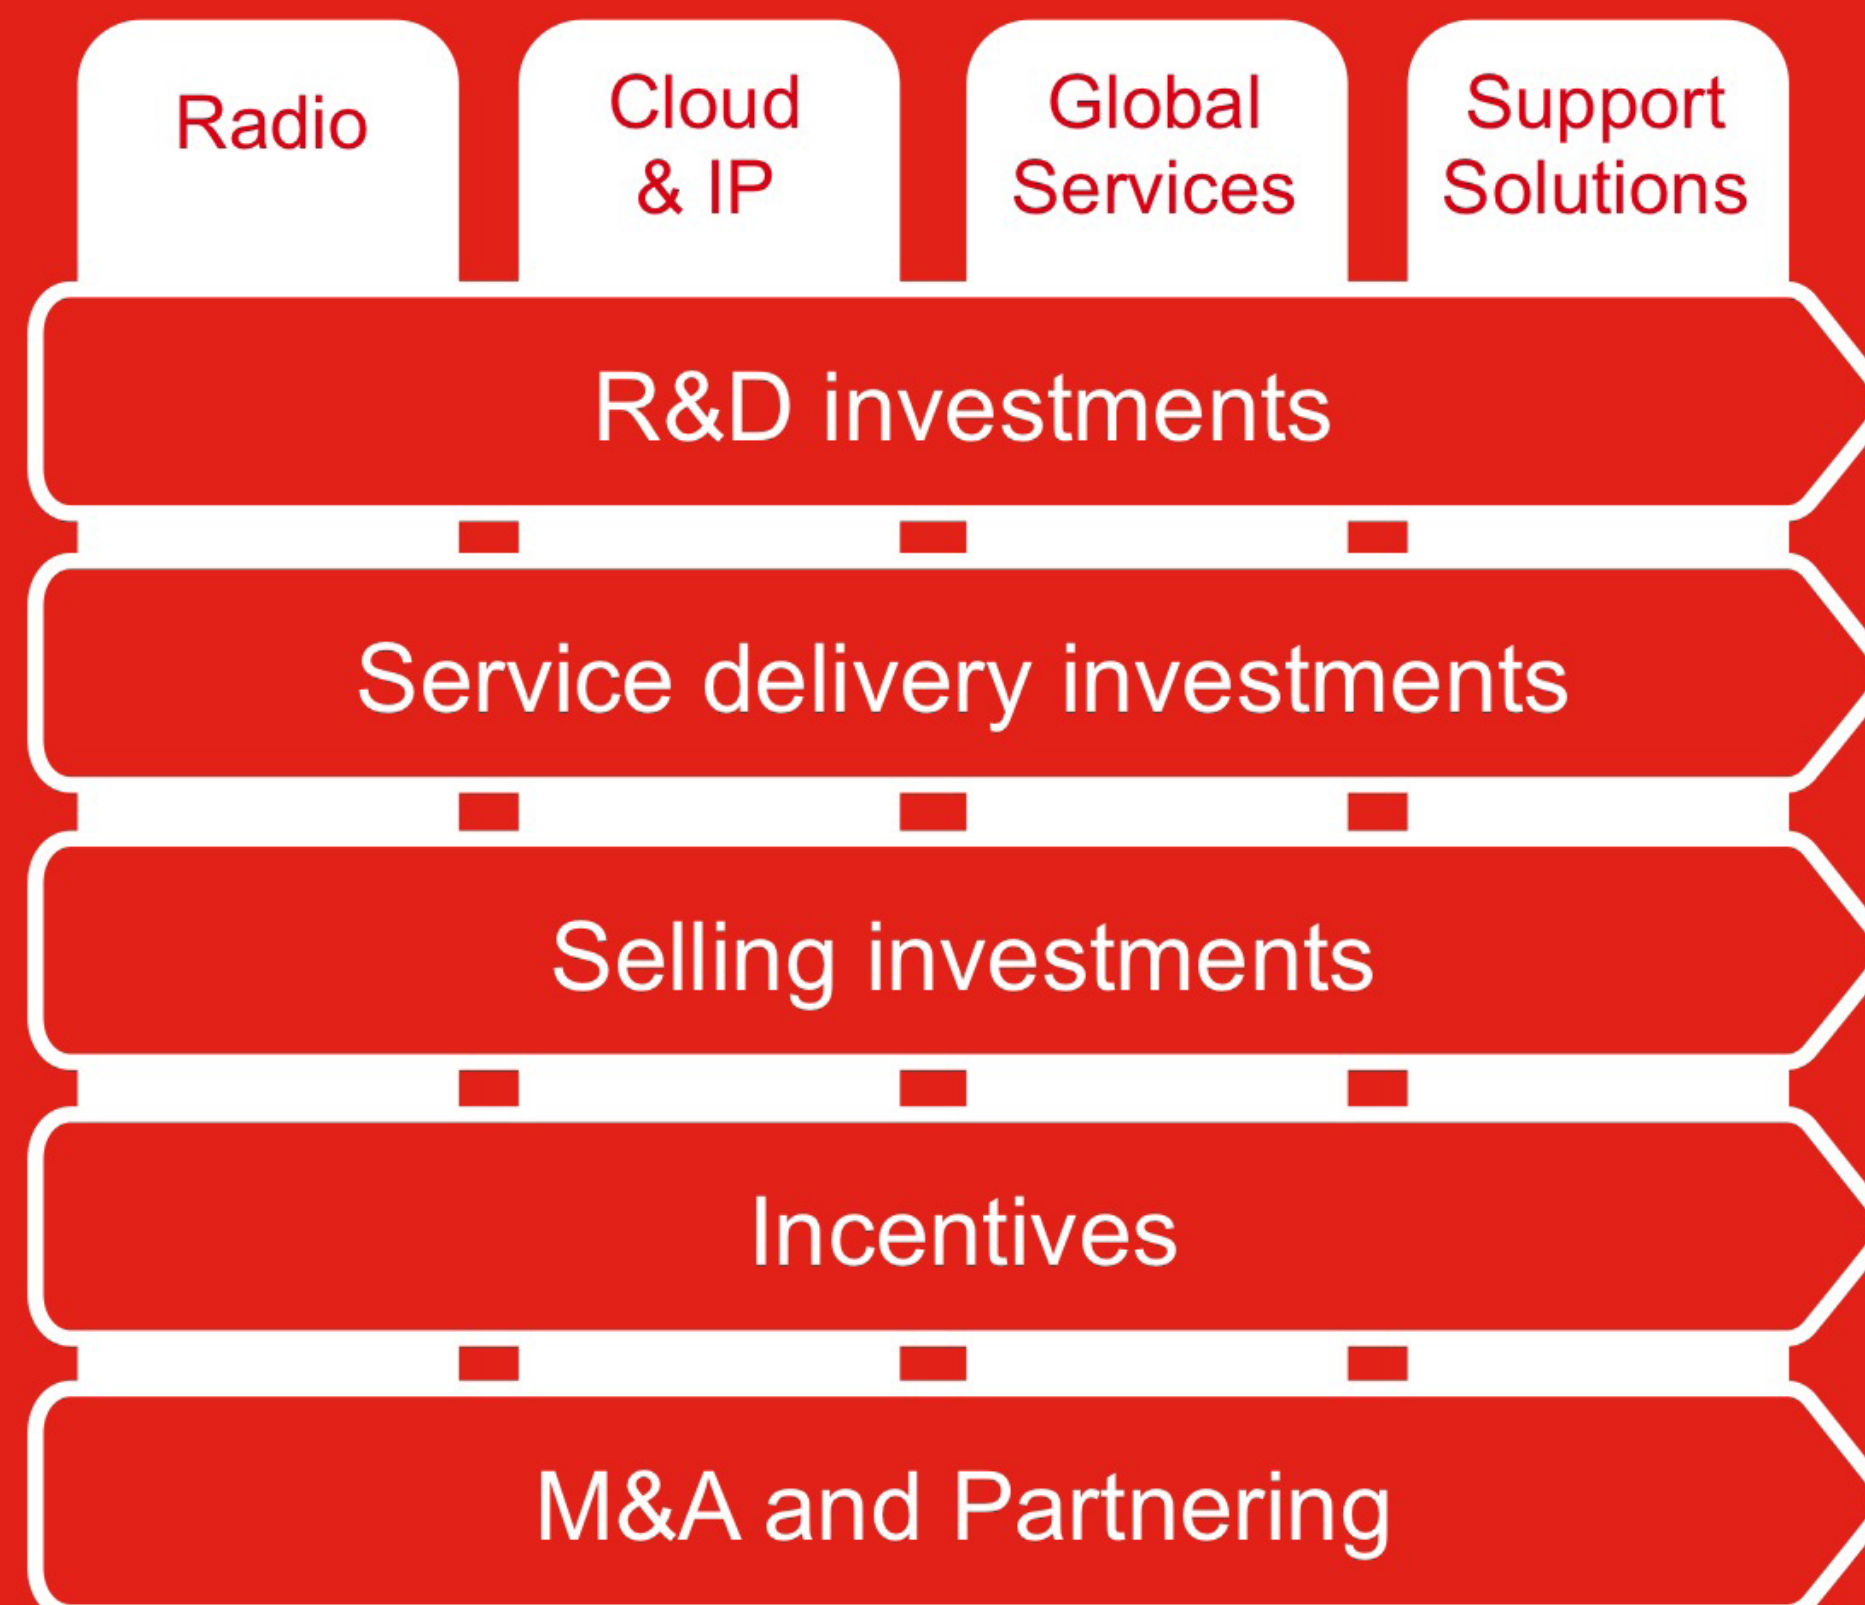 Radio
Cloud
& IP
Global
Services
Support
Solutions
R&D investments
Service delivery investments
Selling investments
Incentives
M&A and Partnering